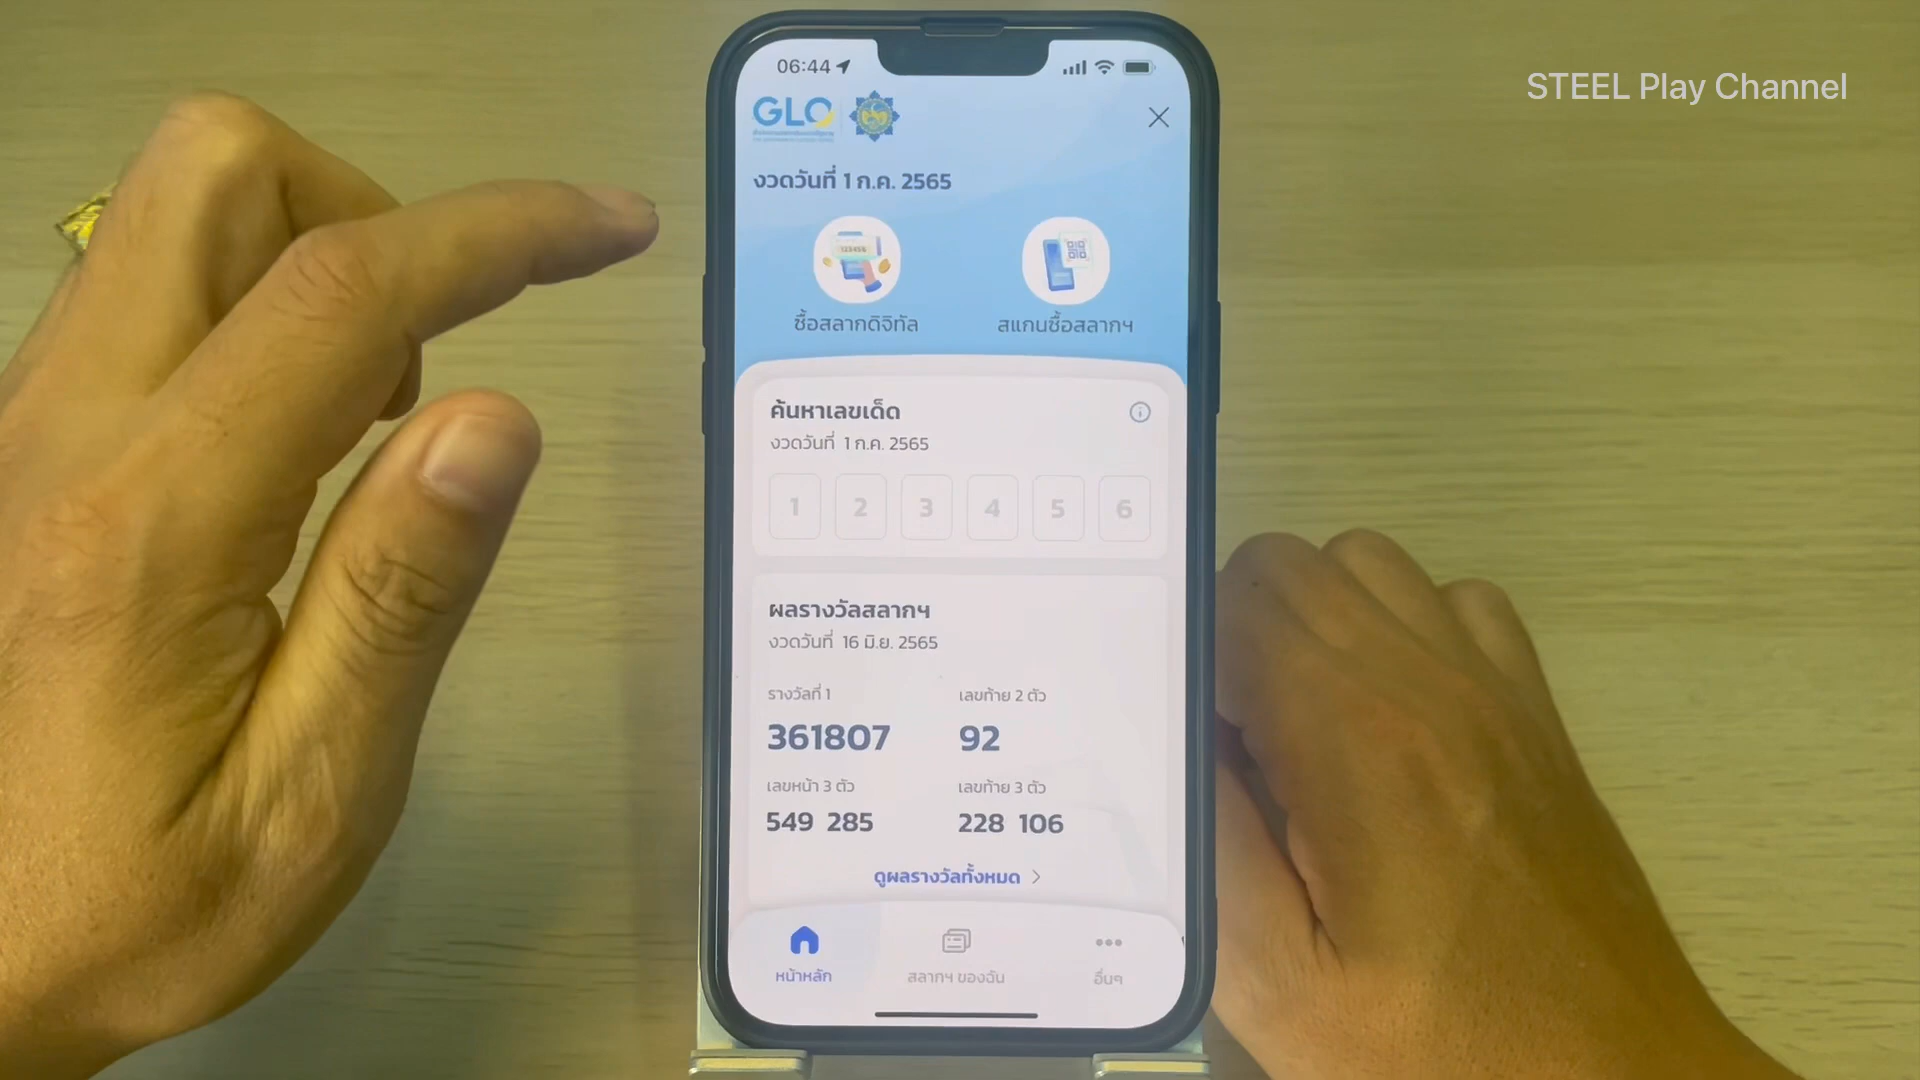 STEEL Play Channel
06:44
GLO
งวดวันที่ 1 ก.ค. 2565
ซื้อสลากดิจิทัล
สแกนซื้อสลากฯ
ค้นหาเลขเด็ด
งวดวันที่ 1 ก.ค. 2565
1 2 3 4 5 6
ผลรางวัลสลากฯ
งวดวันที่ 16 มิ.ย. 2565
รางวัลที่ 1
เลขท้าย 2 ตัว
361807
92
เลขหน้า 3 ตัว
เลขท้าย 3 ตัว
549 285
228 106
ดูผลรางวัลทั้งหมด
หน้าหลัก
สลากฯ ของฉัน
อื่นๆ